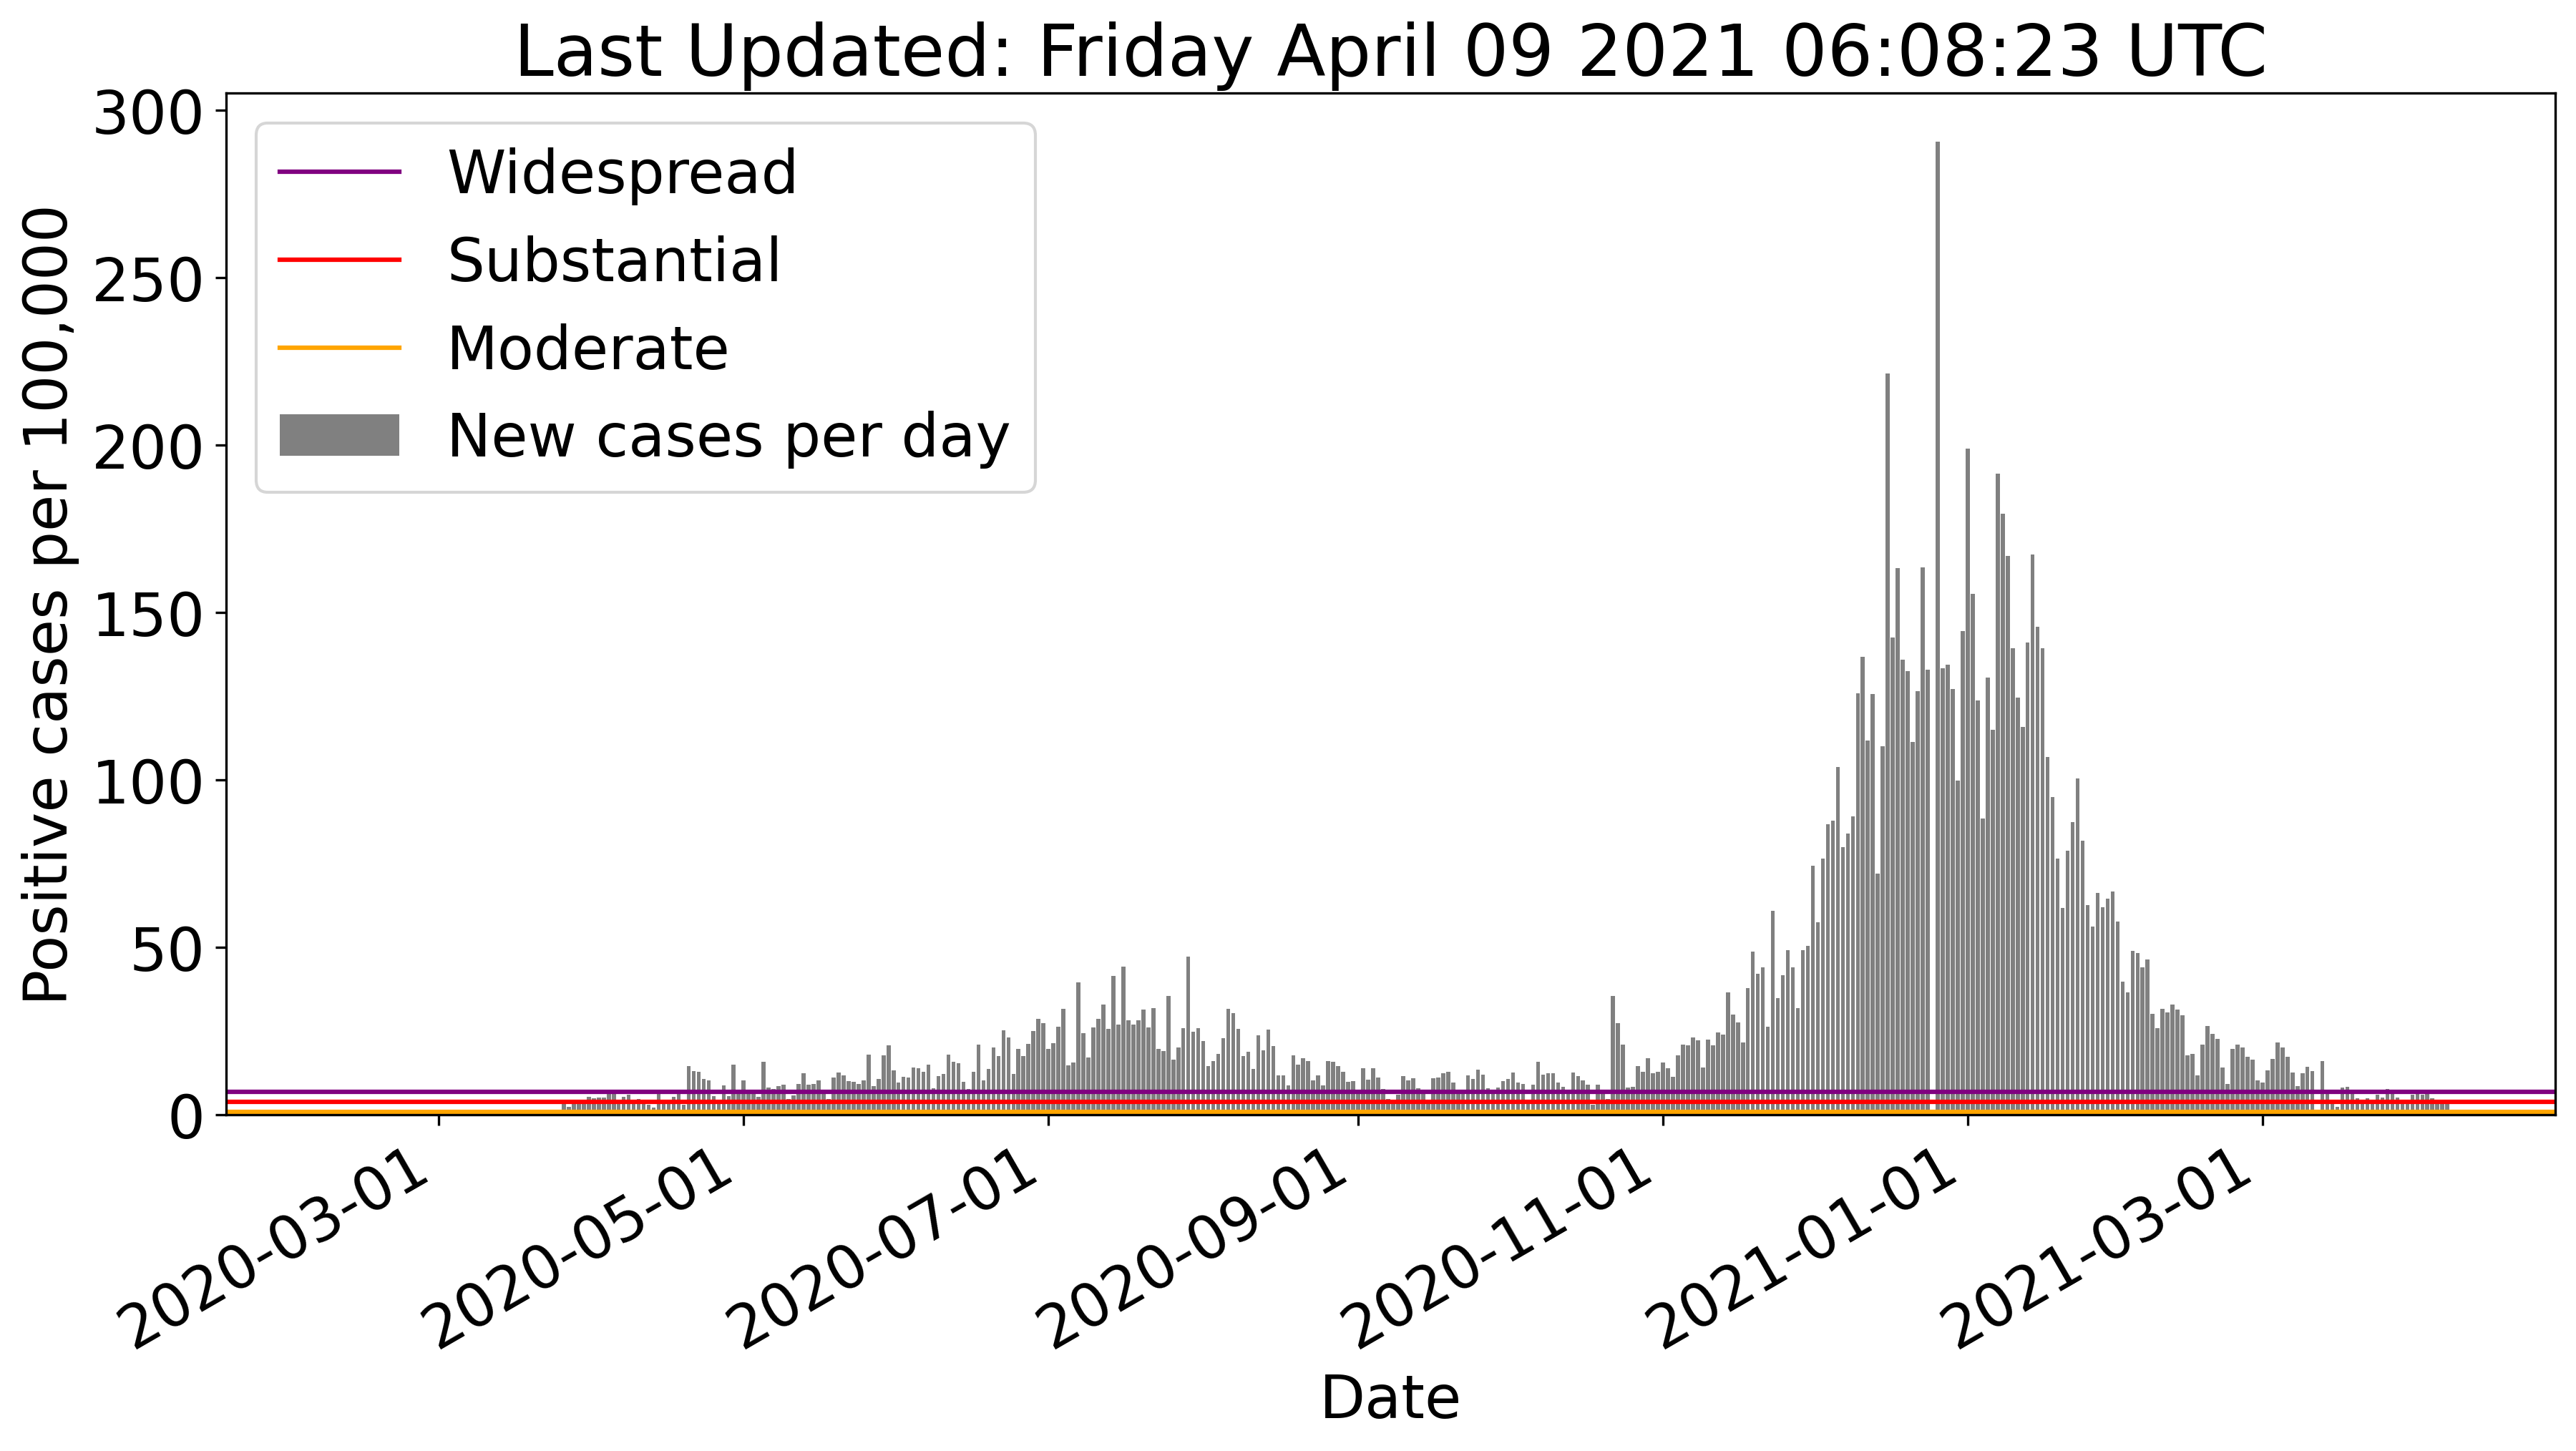 Last Updated: Friday April 09 2021 06:08:23 UTC
Positive cases per 100,000
300
250
200
150
100
50
0
Widespread
Substantial
Moderate
New cases per day
2020-03-01
2020-05-01
2020-07-01
2020-09-01
2020-11-01
2021-01-01
2021-03-01
Date